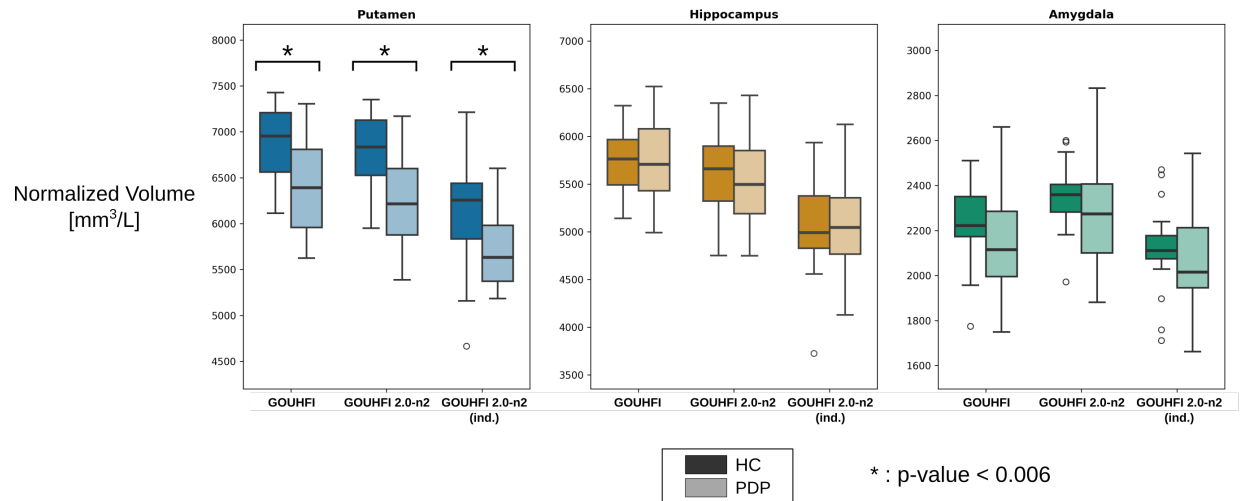 Putamen
Hippocampus
Amygdala
Normalized Volume
[mm³/L]
8000
7000
6500
6000
5500
5000
4500
*
*
*
GOUHFI
GOUHFI 2.0-n2
GOUHFI 2.0-n2
(ind.)
7000
6500
6000
5500
5000
4500
4000
3500
GOUHFI
GOUHFI 2.0-n2
GOUHFI 2.0-n2
(ind.)
3000
2800
2600
2400
2200
2000
1800
1600
GOUHFI
GOUHFI 2.0-n2
GOUHFI 2.0-n2
(ind.)
HC
PDP
* : p-value < 0.006